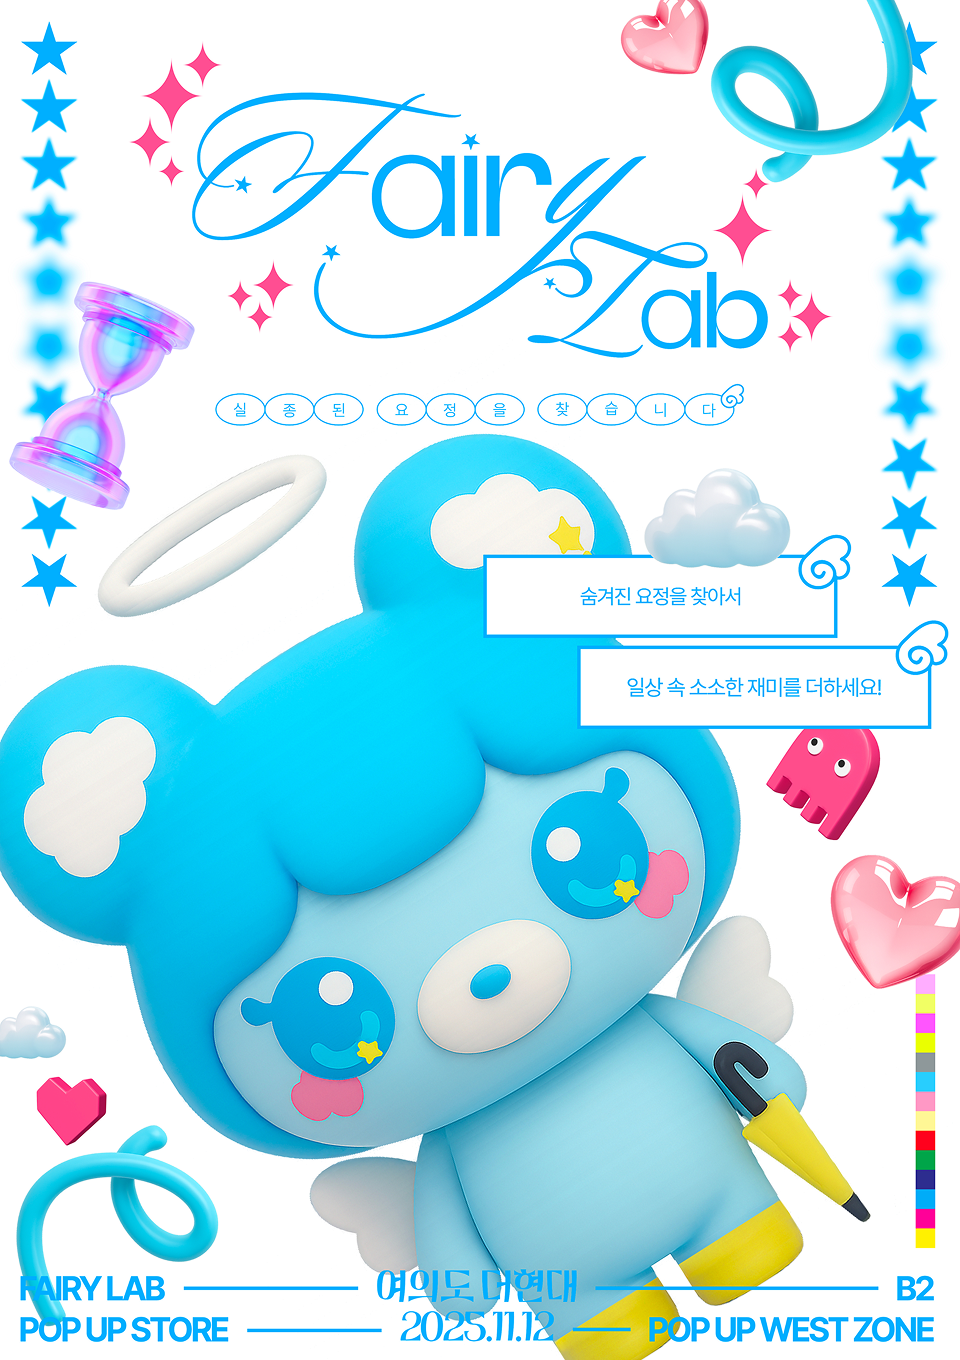 Fairy
Lab
실종된 요정을 찾습니다
숨겨진 요정을 찾아서
일상 속 소소한 재미를 더하세요!
FAIRY LAB 여의도 더현대 B2
POP UP STORE 2025.11.12 POP UP WEST ZONE